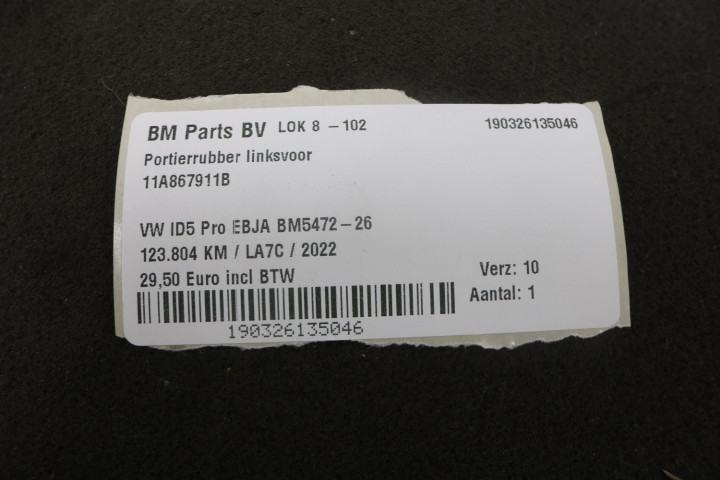 BM Parts BV LOK 8 - 102 190326135046
Portierrubber linksvoor
11A867911B
VW ID5 Pro EBJA BM5472-26
123.804 KM / LA7C / 2022
29,50 Euro incl BTW Verz: 10
Aantal: 1
190326135046